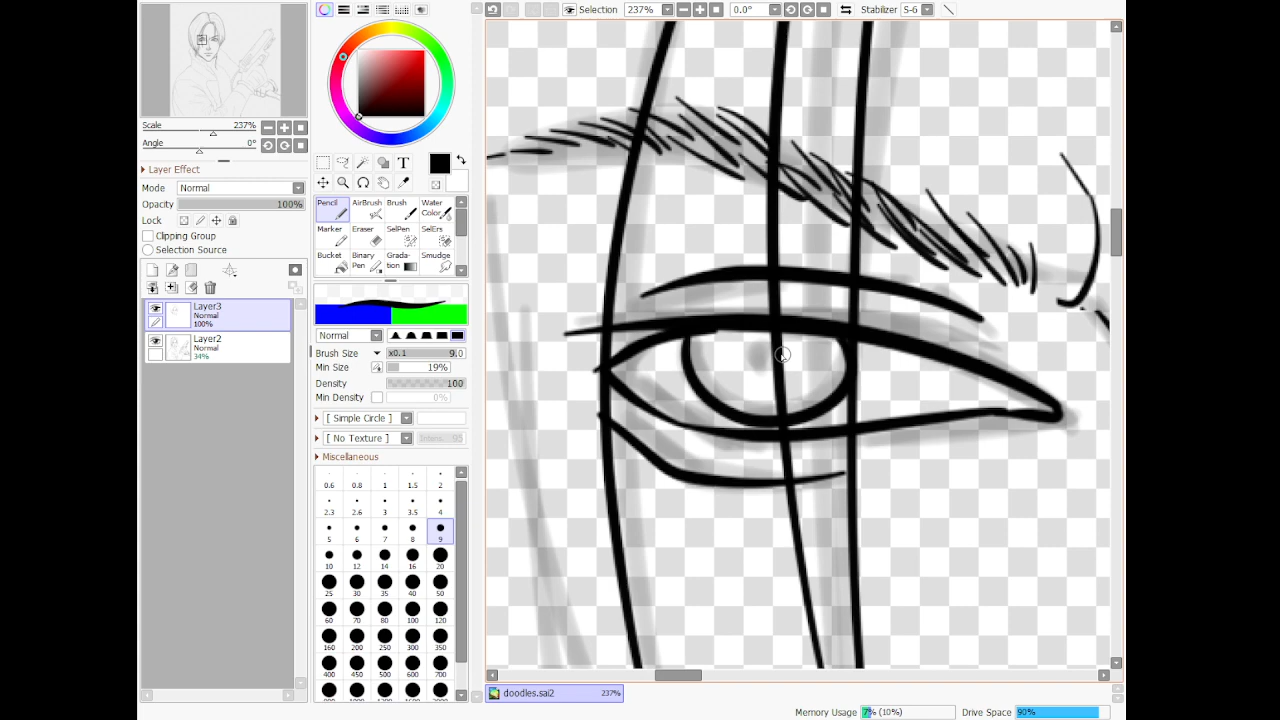 Selection 237% 0.0° Stabilizer S-6
Scale 237%
Angle 0°
Layer Effect
Mode Normal
Opacity 100%
Lock
Clipping Group
Selection Source
Layer3
Normal
100%
Layer2
Normal
34%
T
Pencil AirBrush Brush Water Color
Marker Eraser SelPen SelErs
Bucket Binary Pen Grada-tion Smudge
Normal
Brush Size x0.1 9.0
Min Size 19%
Density 100
Min Density 0%
[ Simple Circle ]
[ No Texture ] 95
Miscellaneous
0.6 0.8 1 1.5 2
2.3 2.6 3 3.5 4
5 6 7 8 9
10 12 14 16 20
25 30 35 40 50
60 70 80 100 120
160 200 250 300 350
400 450 500 600 700
doodles.sai2 237%
Memory Usage 7% (10%) Drive Space 90%